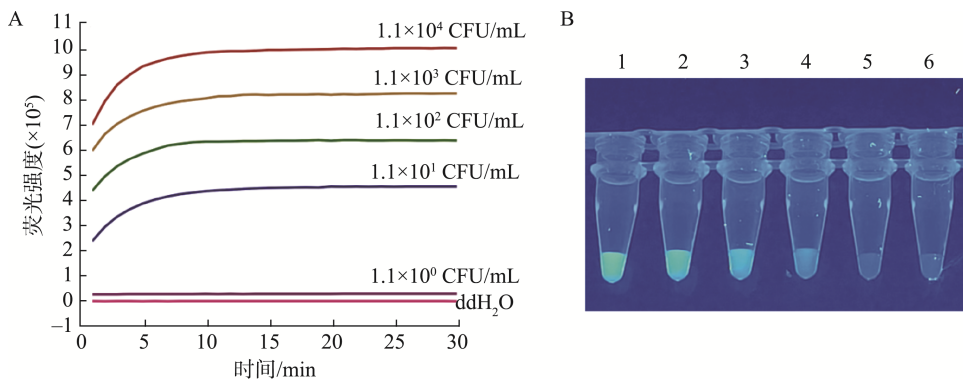 A
11
10
9
8
7
6
5
4
3
2
1
0
–1
荧光强度(×10⁵)
1.1×10⁴ CFU/mL
1.1×10³ CFU/mL
1.1×10² CFU/mL
1.1×10¹ CFU/mL
1.1×10⁰ CFU/mL
ddH₂O
0 5 10 15 20 25 30
时间/min
B
1 2 3 4 5 6